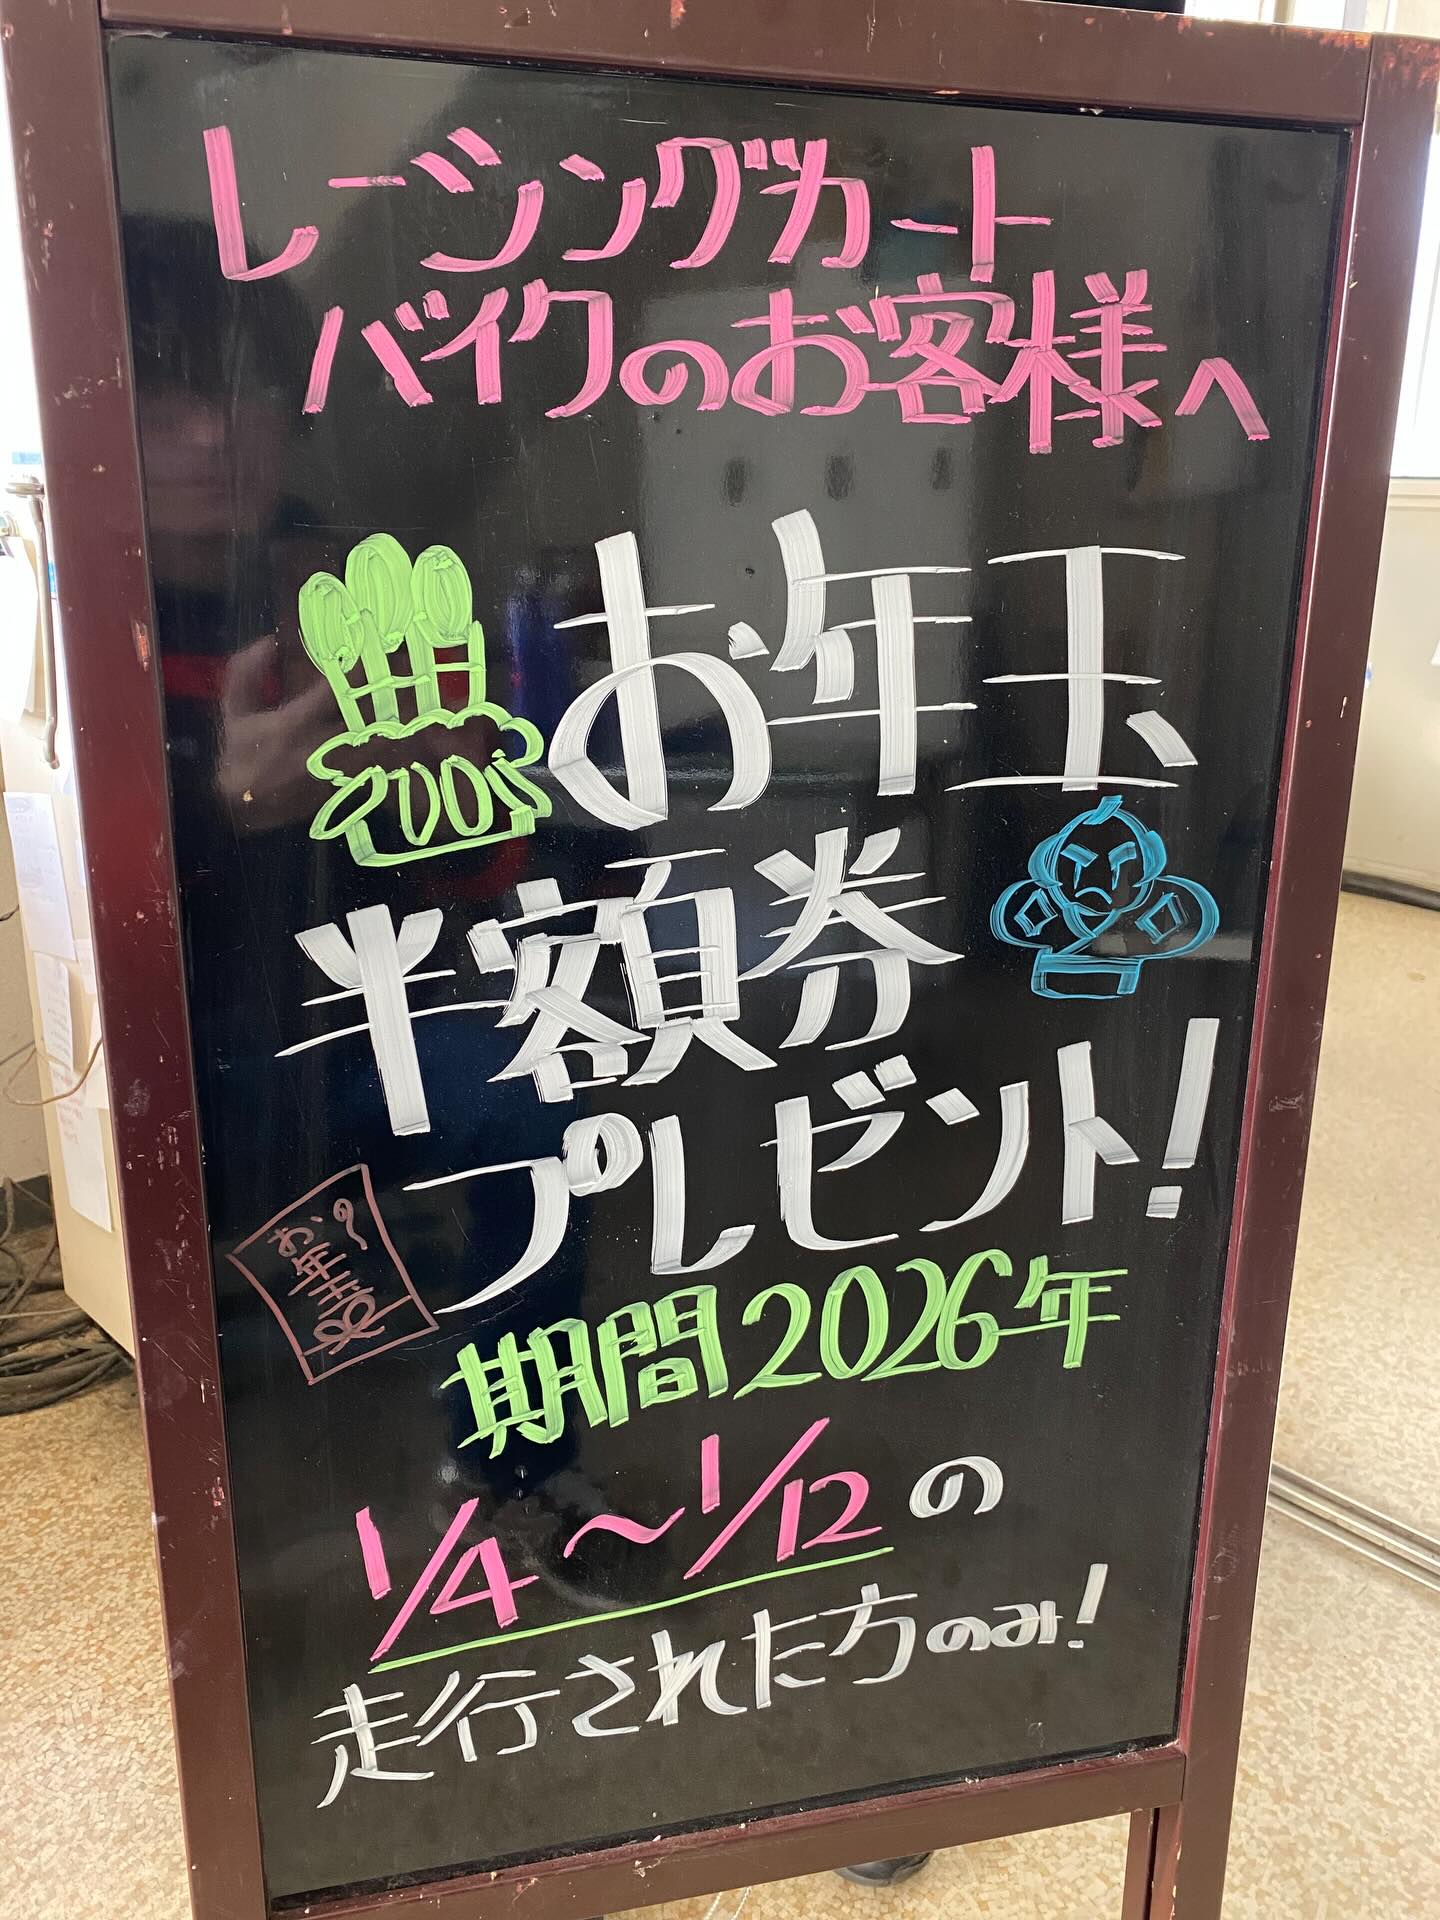 レーシングカート
バイクのお客様へ
お年玉
半額券
プレゼント!
お年玉
期間2026年
1/4～1/12の
走行された方のみ!